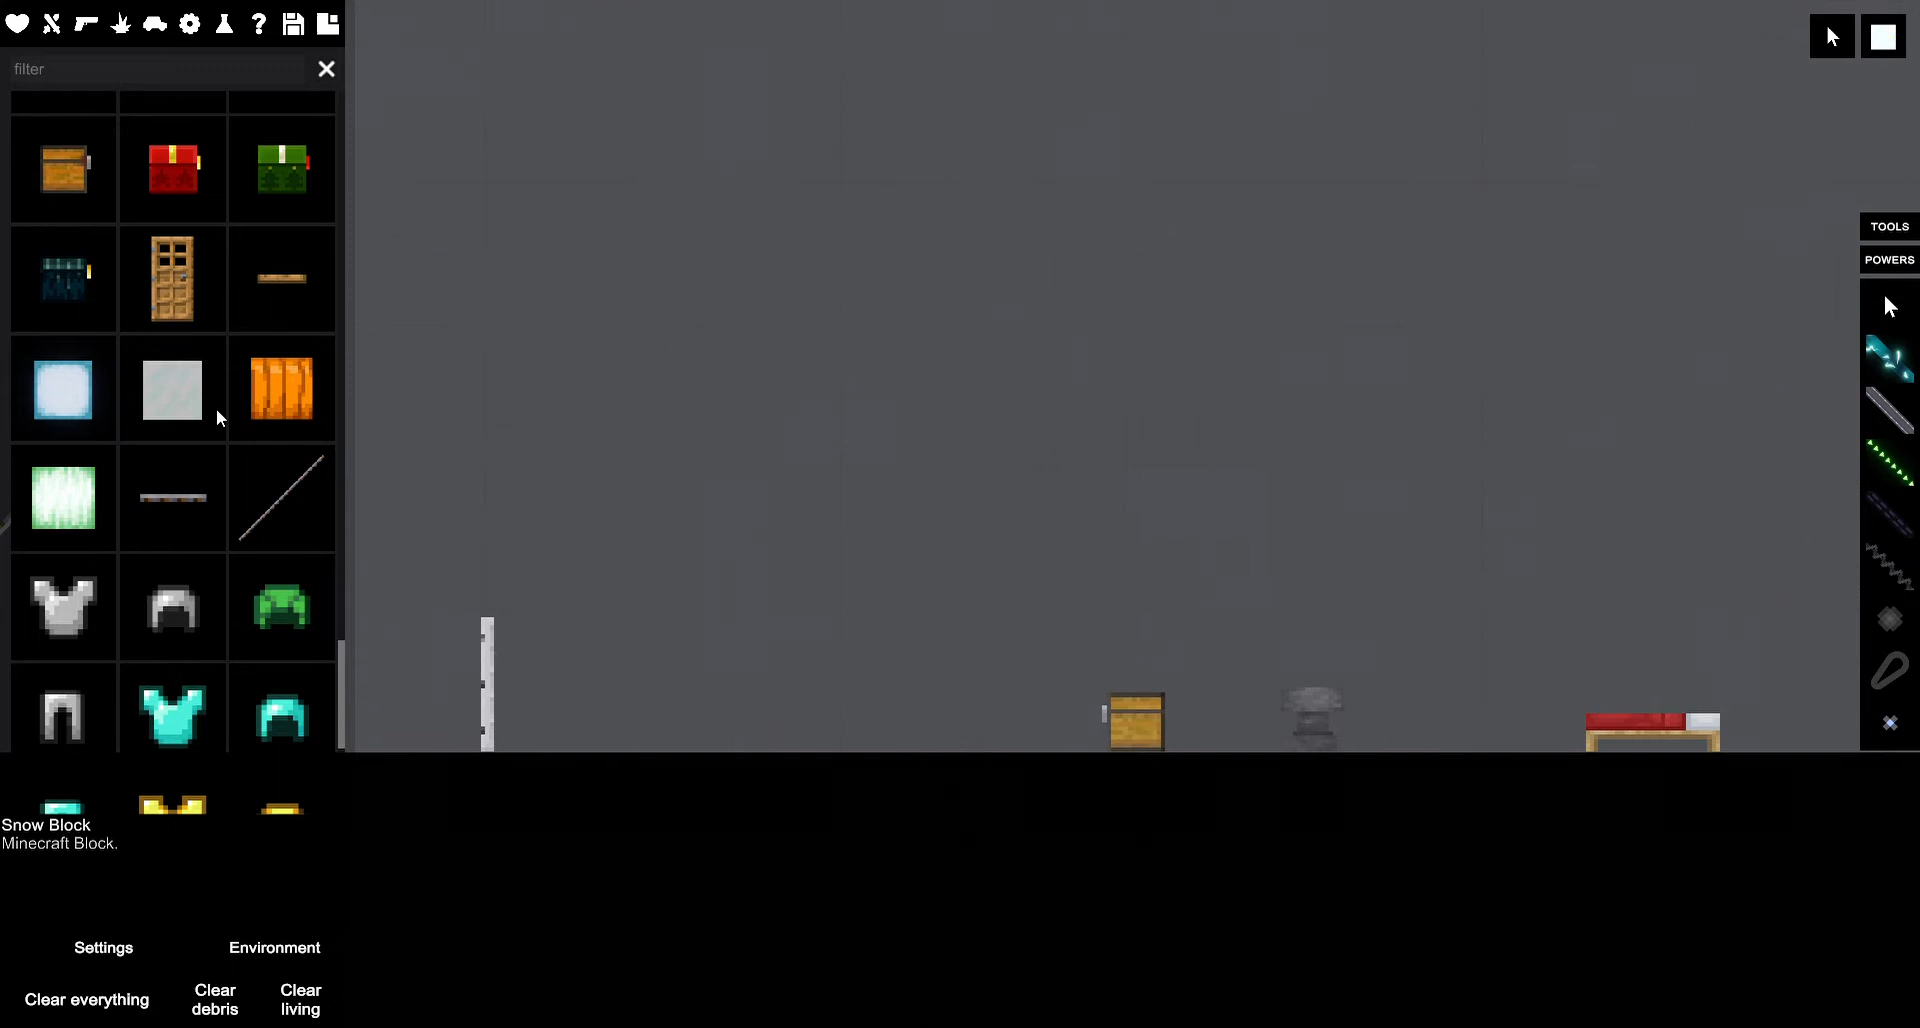 filter
TOOLS
POWERS
Snow Block
Minecraft Block.
Settings
Environment
Clear everything
Clear
debris
Clear
living